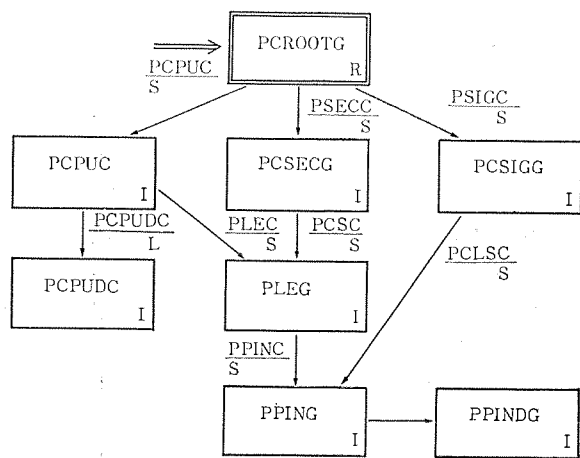 PCROOTG
R
PCPUC
S
PSECC
S
PSIGC
S
PCPUC
I
PCSECG
I
PCSIGG
I
PCPUDC
L
PLEC
S
PCSC
S
PCLSC
S
PCPUDC
I
PLEG
I
PPINC
S
PPING
I
PPINDG
I